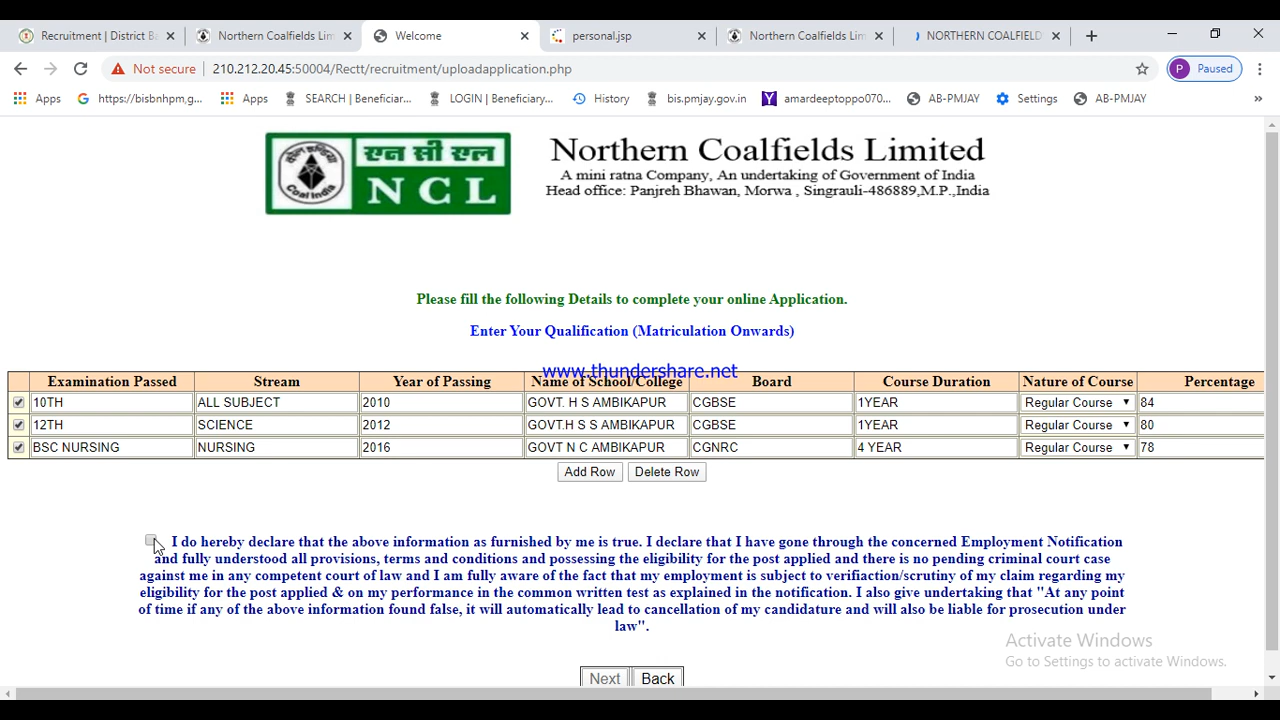 Recruitment | District Ba
Northern Coalfields Lim
Welcome
personal.jsp
Northern Coalfields Lim
NORTHERN COALFIELD
Not secure
210.212.20.45:50004/Rectt/recruitment/uploadapplication.php
P Paused
Apps
https://bisbnhpm,g...
Apps
SEARCH | Beneficiar...
LOGIN | Beneficiary...
History
bis.pmjay.gov.in
amardeeptoppo070...
AB-PMJAY
Settings
AB-PMJAY
»
एन सी एल
NCL
Coal India
Northern Coalfields Limited
A mini ratna Company, An undertaking of Government of India
Head office: Panjreh Bhawan, Morwa , Singrauli-486889,M.P.,India
Please fill the following Details to complete your online Application.
Enter Your Qualification (Matriculation Onwards)
www.thundershare.net
Examination Passed Stream Year of Passing Name of School/College Board Course Duration Nature of Course Percentage
10TH ALL SUBJECT 2010 GOVT. H S AMBIKAPUR CGBSE 1YEAR Regular Course 84
12TH SCIENCE 2012 GOVT.H S S AMBIKAPUR CGBSE 1YEAR Regular Course 80
BSC NURSING NURSING 2016 GOVT N C AMBIKAPUR CGNRC 4 YEAR Regular Course 78
Add Row Delete Row
I do hereby declare that the above information as furnished by me is true. I declare that I have gone through the concerned Employment Notification
and fully understood all provisions, terms and conditions and possessing the eligibility for the post applied and there is no pending criminal court case
against me in any competent court of law and I am fully aware of the fact that my employment is subject to verifiaction/scrutiny of my claim regarding my
eligibility for the post applied & on my performance in the common written test as explained in the notification. I also give undertaking that "At any point
of time if any of the above information found false, it will automatically lead to cancellation of my candidature and will also be liable for prosecution under
law".
Activate Windows
Go to Settings to activate Windows.
Next Back